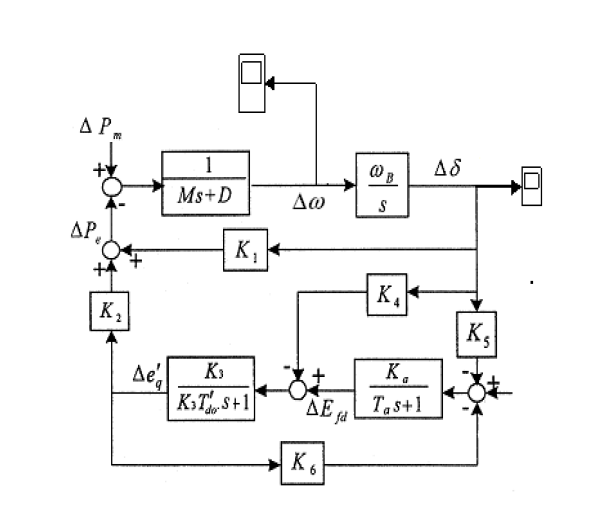 Δ P_m
+
1
Ms+D
-
Δω
ω_B
s
Δδ
ΔP_e
+
+
K_1
K_2
K_4
K_5
Δe'_q
K_3
K_3T'_do.s+1
-
+
ΔE_fd
K_a
T_a s+1
-
+
-
K_6